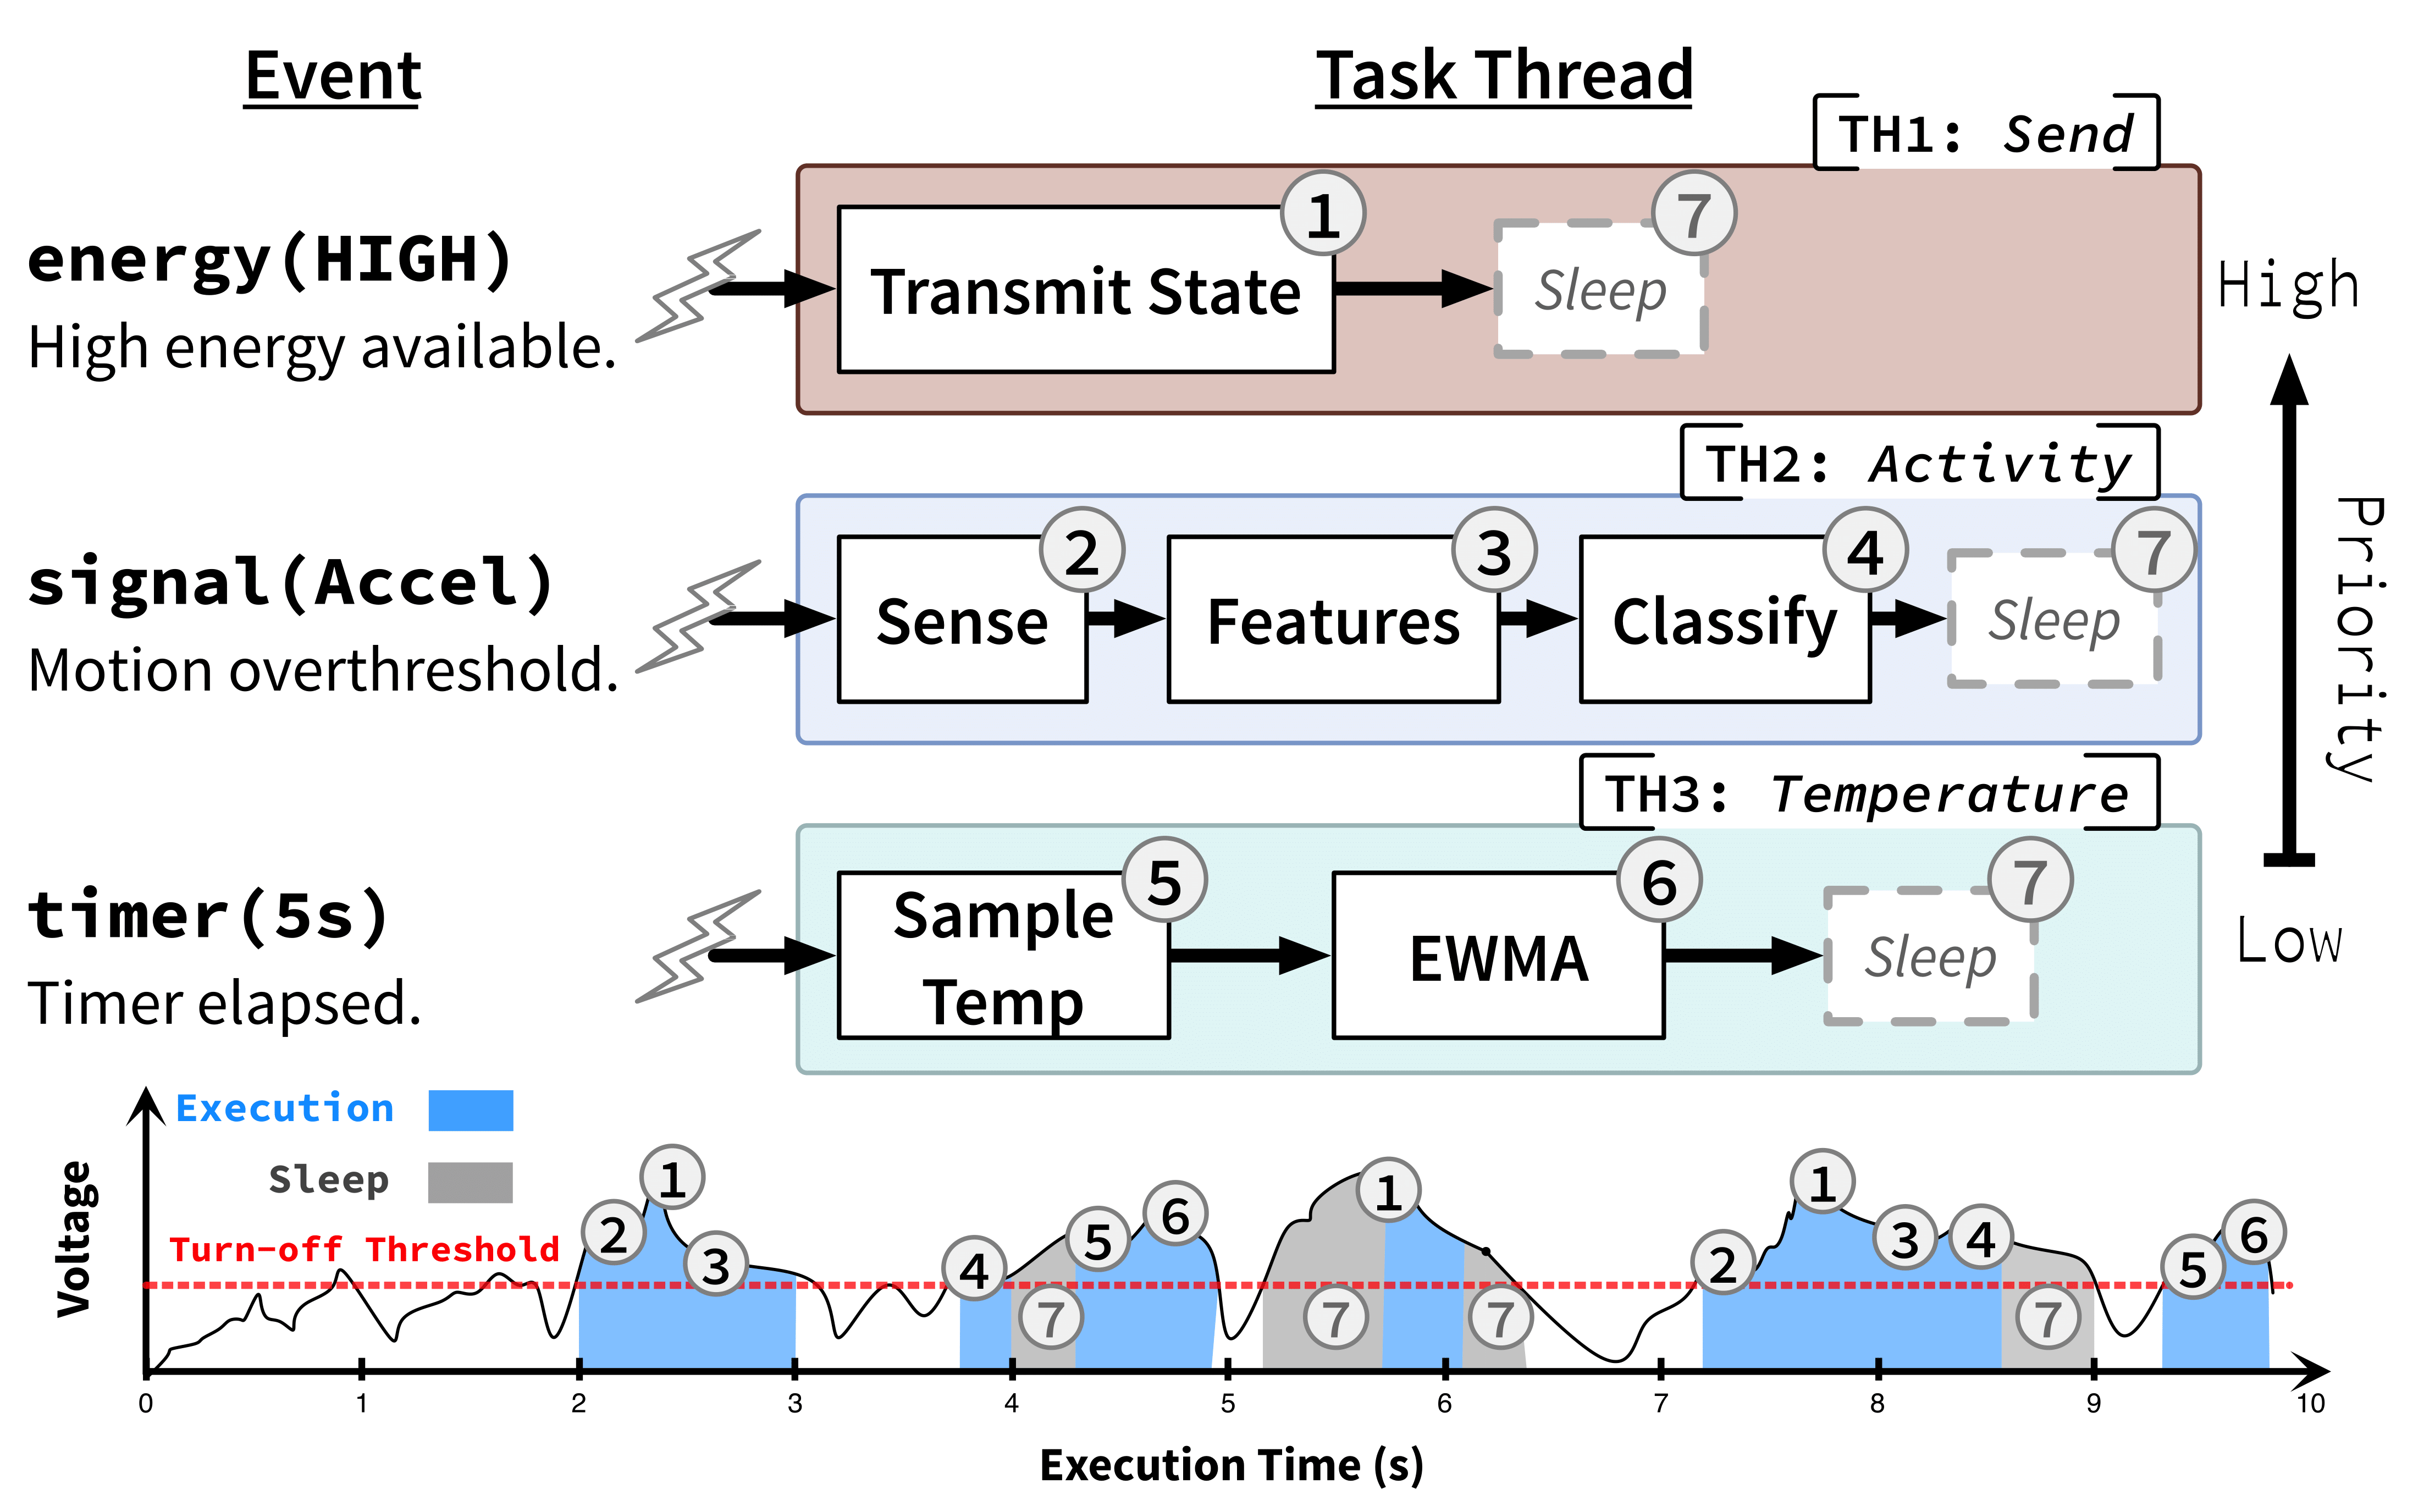 Event
Task Thread
TH1: Send
energy(HIGH)
High energy available.
1
Transmit State
7
Sleep
High
TH2: Activity
signal(Accel)
Motion overthreshold.
2
Sense
3
Features
4
Classify
7
Sleep
Priority
TH3: Temperature
timer(5s)
Timer elapsed.
5
Sample
Temp
6
EWMA
7
Sleep
Low
Execution
Sleep
Turn-off Threshold
Voltage
2 1 3 4 7 5 6 7 1 7 2 1 3 4 7 5 6
0 1 2 3 4 5 6 7 8 9 10
Execution Time (s)